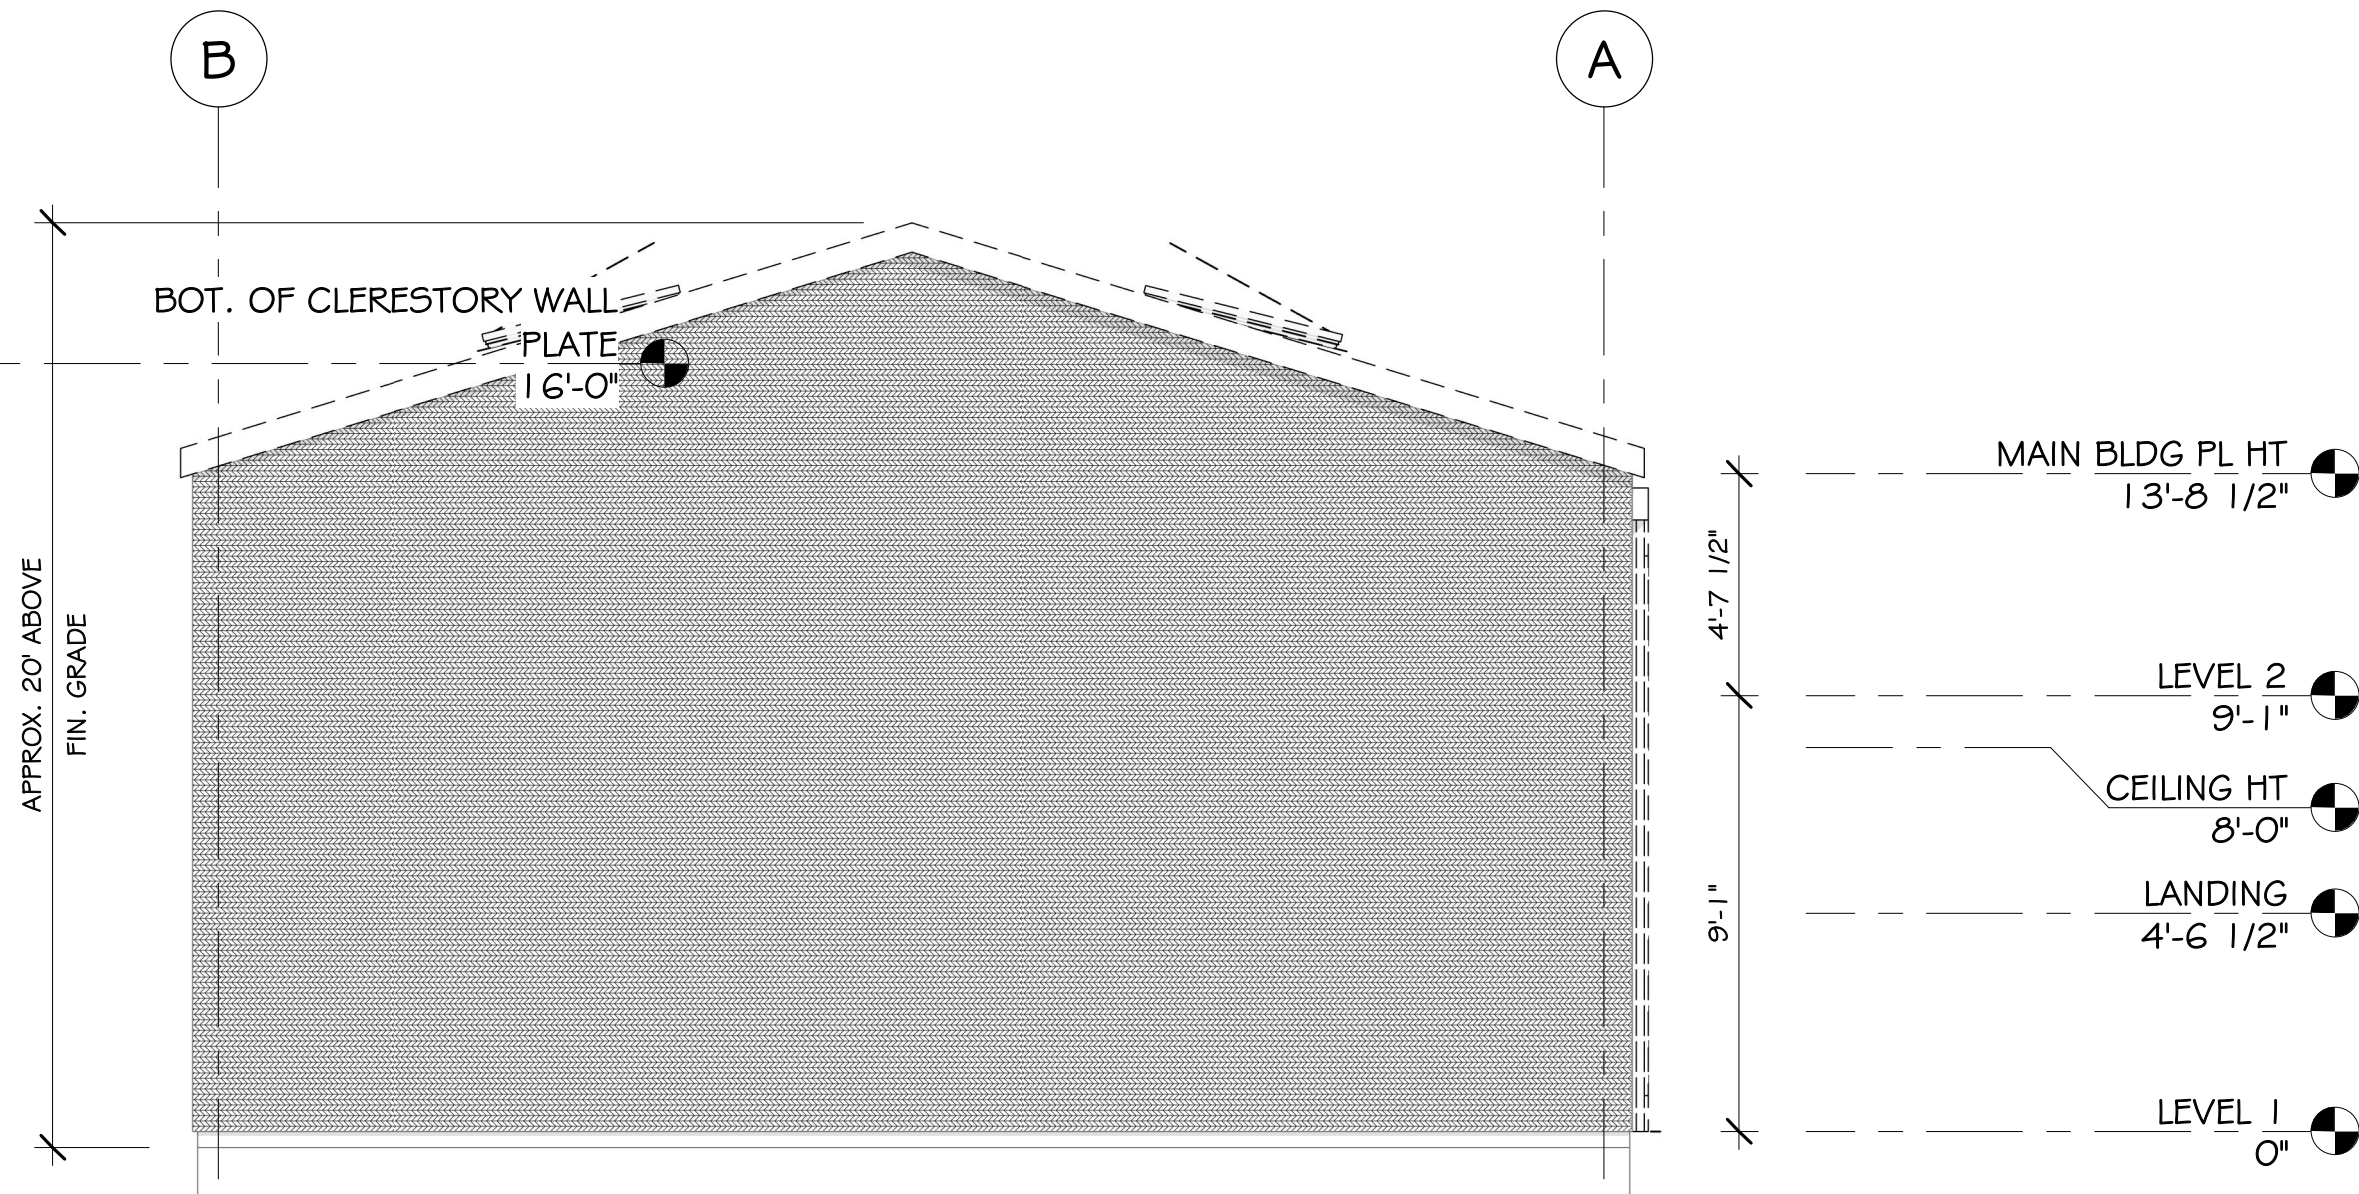 B
A
BOT. OF CLERESTORY WALL
PLATE
16'-0"
MAIN BLDG PL HT
13'-8 1/2"
4'-7 1/2"
LEVEL 2
9'-1"
CEILING HT
8'-0"
LANDING
4'-6 1/2"
9'-1"
LEVEL 1
0"
APPROX. 20' ABOVE
FIN. GRADE